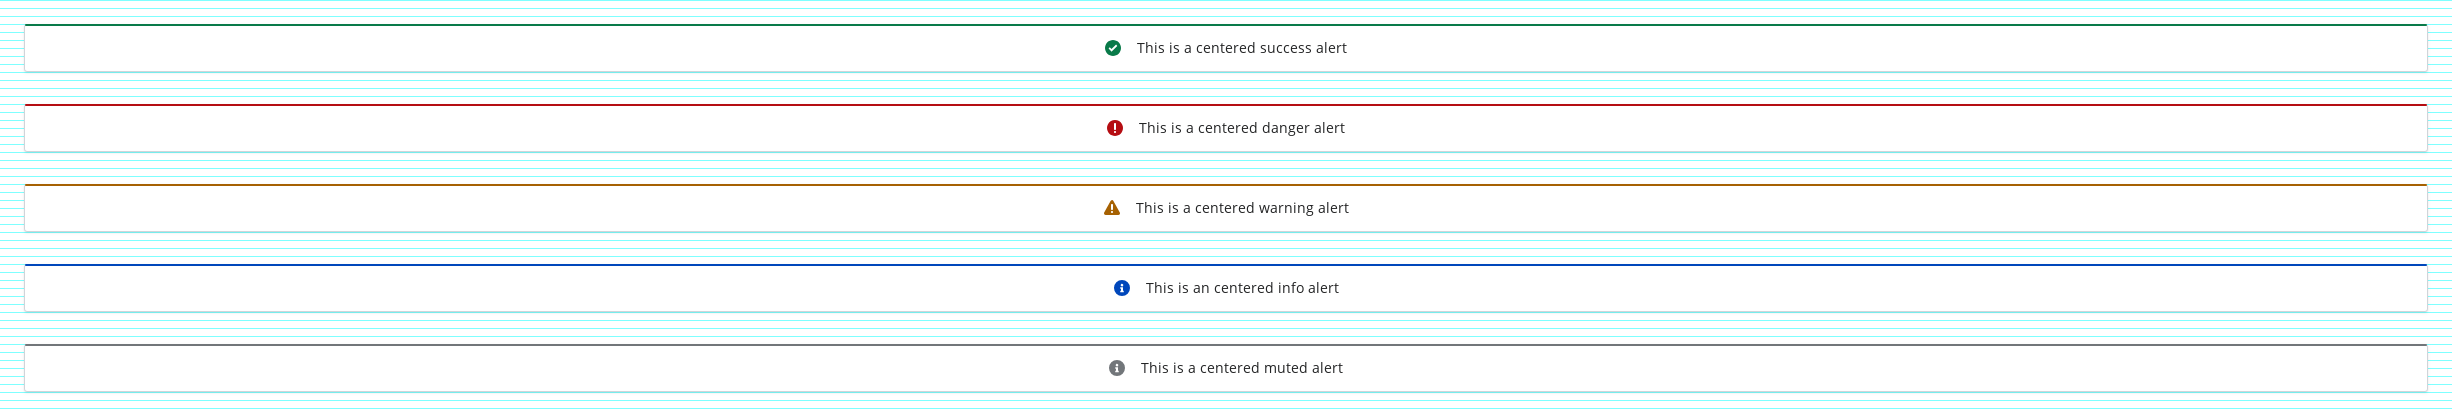 This is a centered success alert
This is a centered danger alert
This is a centered warning alert
This is an centered info alert
This is a centered muted alert